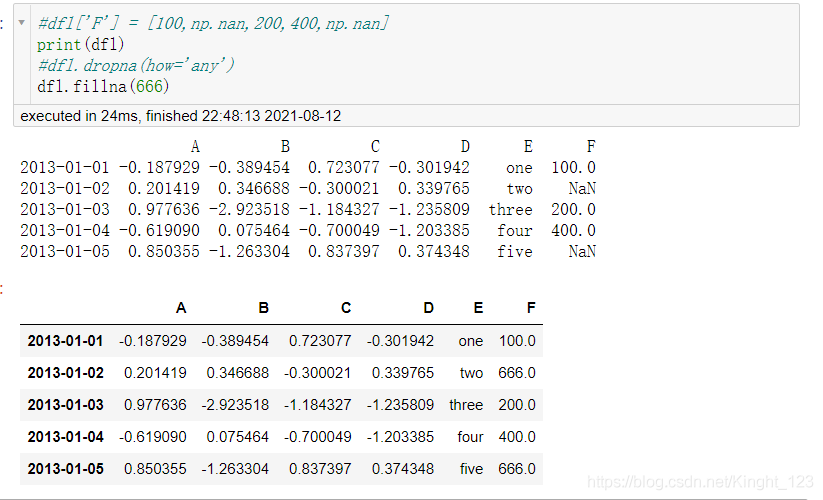 :
#df1['F'] = [100,np.nan,200,400,np.nan]
print(df1)
#df1.dropna(how='any')
df1.fillna(666)
executed in 24ms, finished 22:48:13 2021-08-12
A B C D E F
2013-01-01 -0.187929 -0.389454 0.723077 -0.301942 one 100.0
2013-01-02 0.201419 0.346688 -0.300021 0.339765 two NaN
2013-01-03 0.977636 -2.923518 -1.184327 -1.235809 three 200.0
2013-01-04 -0.619090 0.075464 -0.700049 -1.203385 four 400.0
2013-01-05 0.850355 -1.263304 0.837397 0.374348 five NaN
:
A B C D E F
2013-01-01 -0.187929 -0.389454 0.723077 -0.301942 one 100.0
2013-01-02 0.201419 0.346688 -0.300021 0.339765 two 666.0
2013-01-03 0.977636 -2.923518 -1.184327 -1.235809 three 200.0
2013-01-04 -0.619090 0.075464 -0.700049 -1.203385 four 400.0
2013-01-05 0.850355 -1.263304 0.837397 0.374348 five 666.0
https://blog.csdn.net/Kinght_123